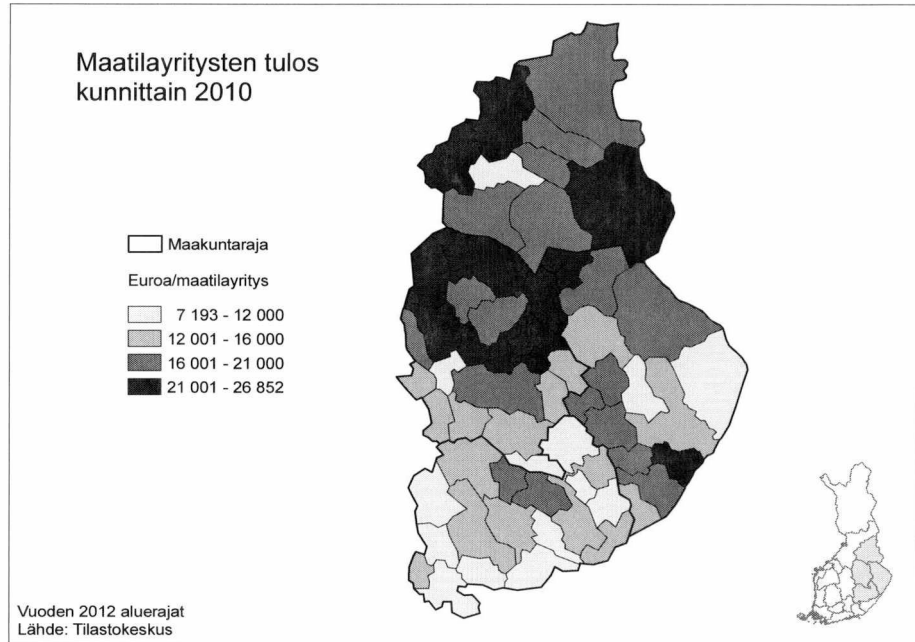 Maatilayritysten tulos
kunnittain 2010
Maakuntaraja
Euroa/maatilayritys
7 193 - 12 000
12 001 - 16 000
16 001 - 21 000
21 001 - 26 852
Vuoden 2012 aluerajat
Lähde: Tilastokeskus